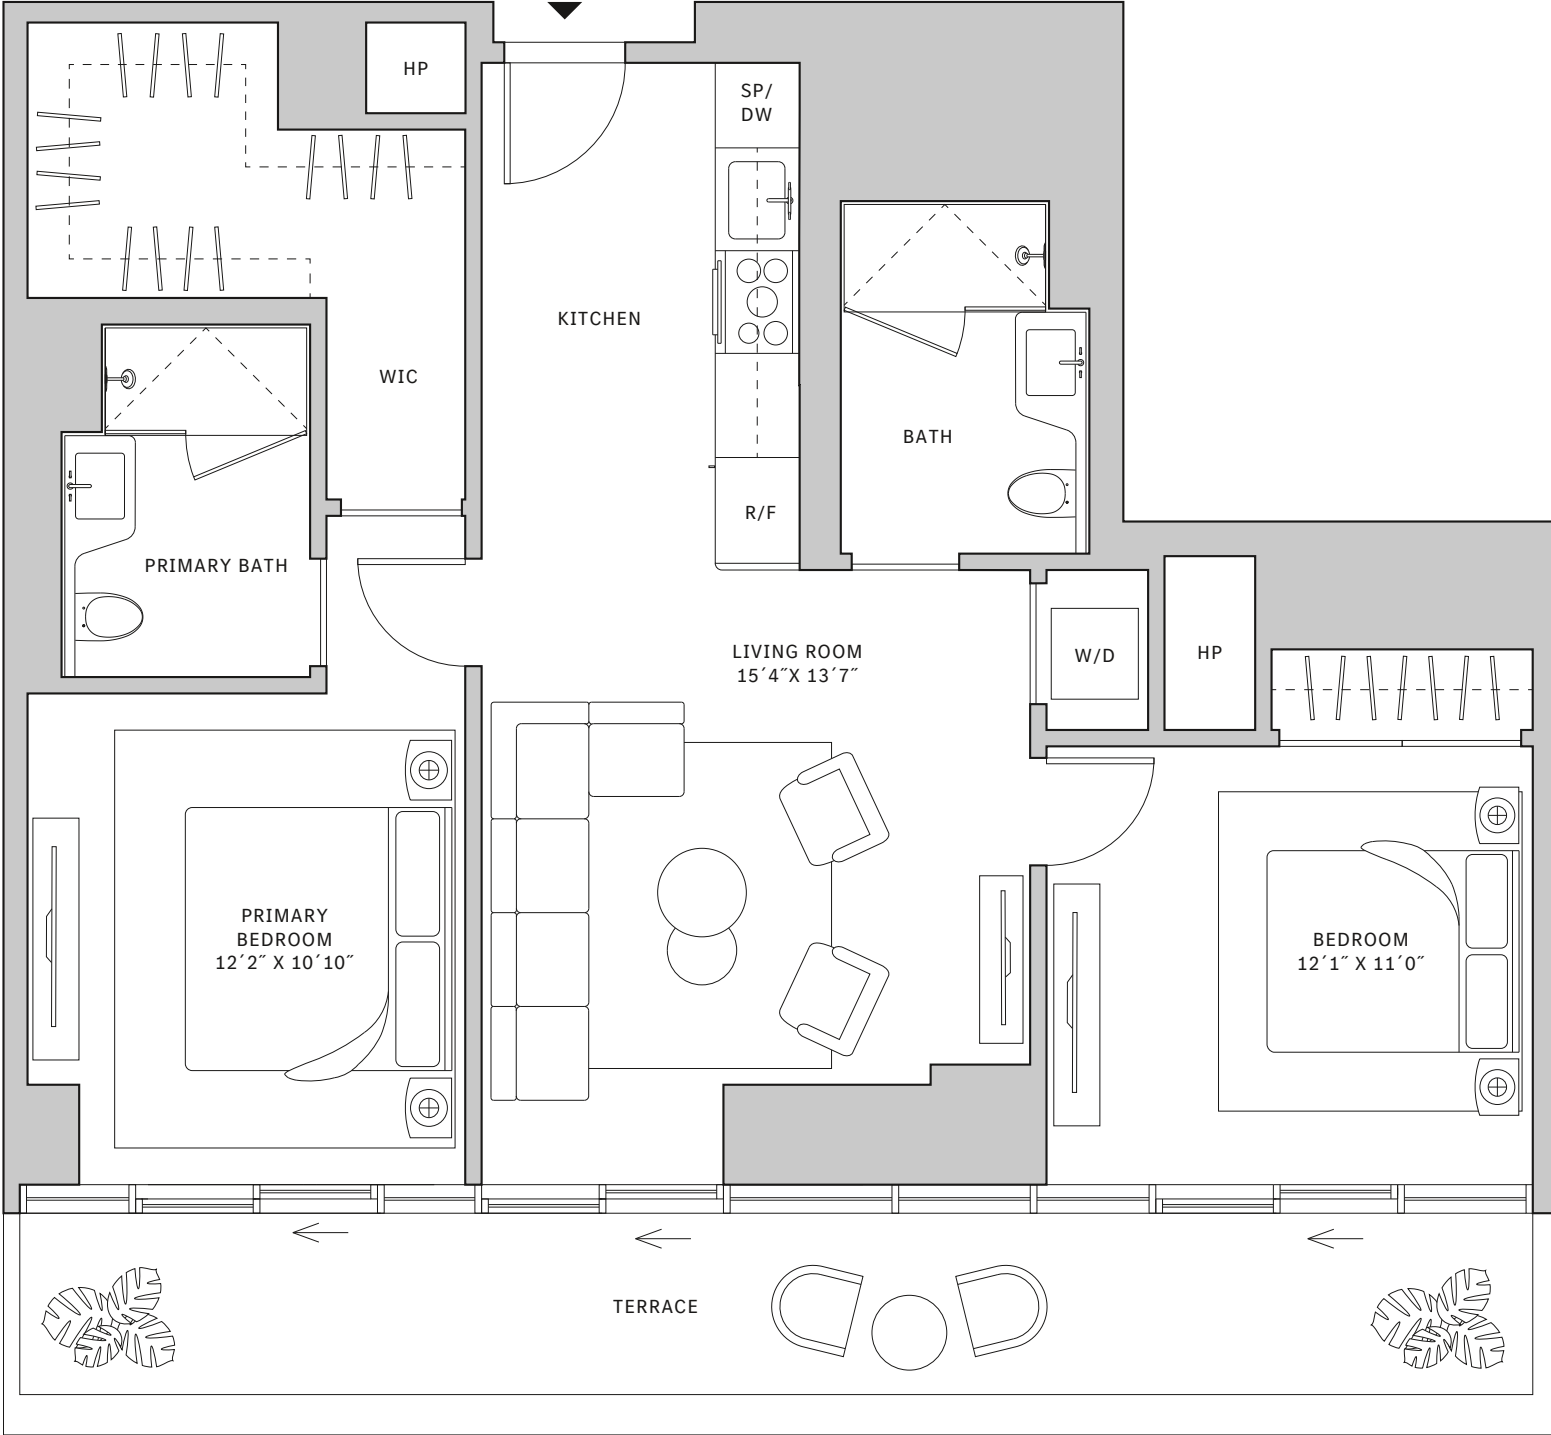 HP
SP/
DW
KITCHEN
WIC
BATH
R/F
PRIMARY BATH
LIVING ROOM
15´4˝X 13´7˝
W/D
HP
PRIMARY
BEDROOM
12´2˝ X 10´10˝
BEDROOM
12´1˝ X 11´0˝
TERRACE